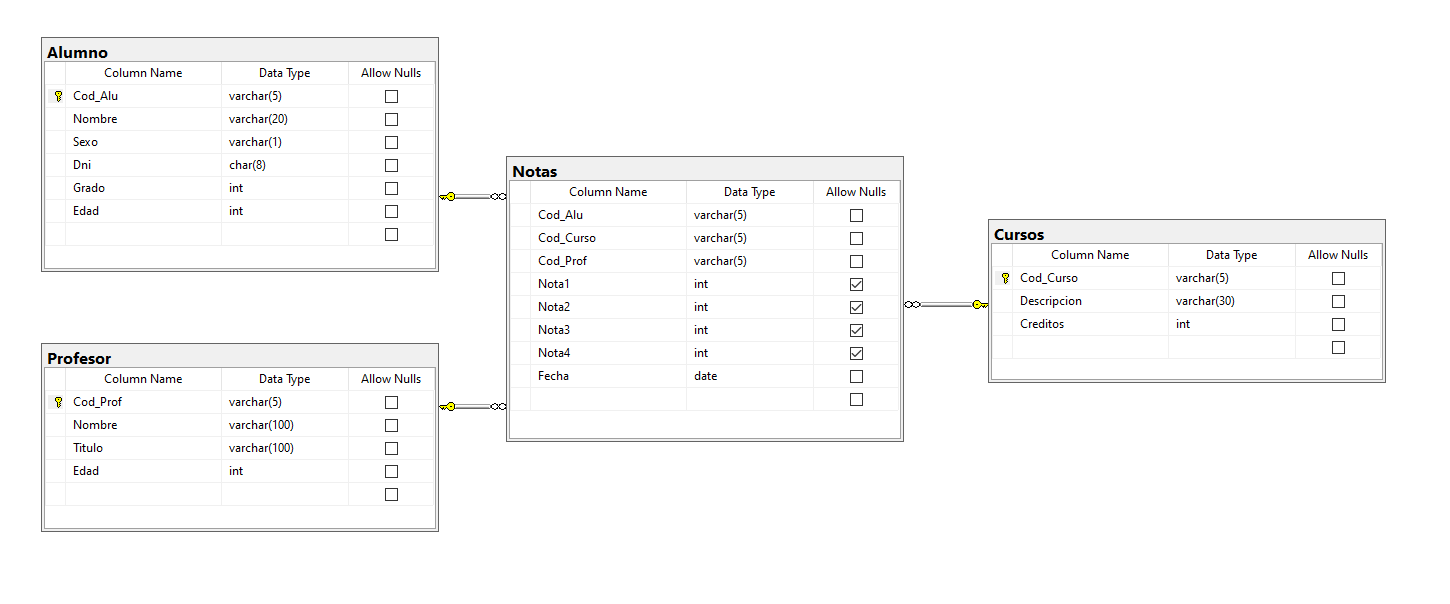 Alumno
Column Name Data Type Allow Nulls
Cod_Alu varchar(5)
Nombre varchar(20)
Sexo varchar(1)
Dni char(8)
Grado int
Edad int
Notas
Column Name Data Type Allow Nulls
Cod_Alu varchar(5)
Cod_Curso varchar(5)
Cod_Prof varchar(5)
Nota1 int
Nota2 int
Nota3 int
Nota4 int
Fecha date
Cursos
Column Name Data Type Allow Nulls
Cod_Curso varchar(5)
Descripcion varchar(30)
Creditos int
Profesor
Column Name Data Type Allow Nulls
Cod_Prof varchar(5)
Nombre varchar(100)
Titulo varchar(100)
Edad int